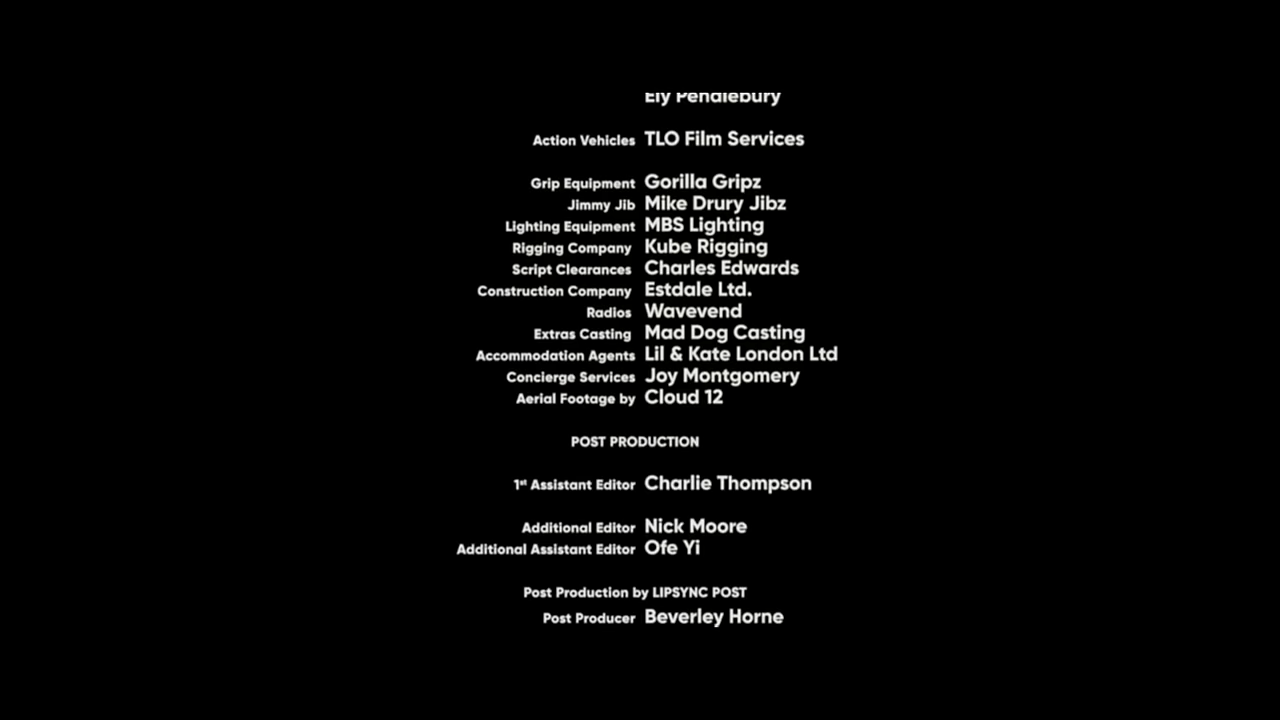 Ely Pendlebury
Action Vehicles TLO Film Services
Grip Equipment Gorilla Gripz
Jimmy Jib Mike Drury Jibz
Lighting Equipment MBS Lighting
Rigging Company Kube Rigging
Script Clearances Charles Edwards
Construction Company Estdale Ltd.
Radios Wavevend
Extras Casting Mad Dog Casting
Accommodation Agents Lil & Kate London Ltd
Concierge Services Joy Montgomery
Aerial Footage by Cloud 12
POST PRODUCTION
1st Assistant Editor Charlie Thompson
Additional Editor Nick Moore
Additional Assistant Editor Ofe Yi
Post Production by LIPSYNC POST
Post Producer Beverley Horne